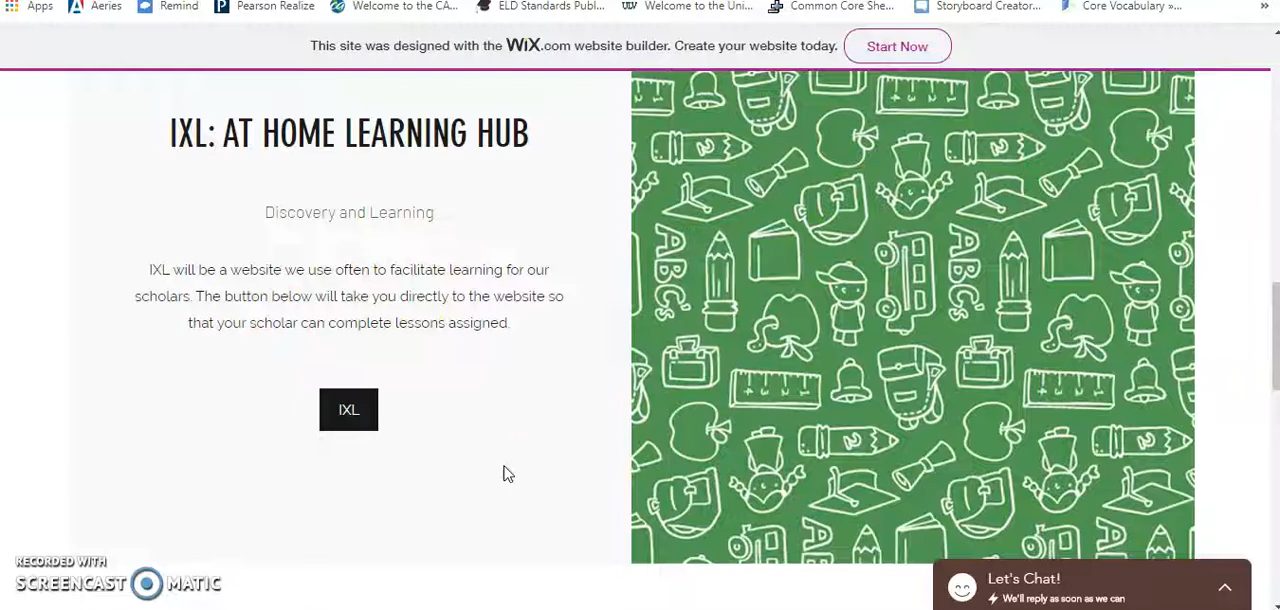 Apps Aeries Remind Pearson Realize Welcome to the CA... ELD Standards Publ... Welcome to the Uni... Common Core She... Storyboard Creator... Core Vocabulary »... »
This site was designed with the WiX.com website builder. Create your website today. Start Now
IXL: AT HOME LEARNING HUB
Discovery and Learning
IXL will be a website we use often to facilitate learning for our
scholars. The button below will take you directly to the website so
that your scholar can complete lessons assigned.
IXL
ABC's
ABC's
RECORDED WITH
SCREENCAST MATIC
Let's Chat!
We'll reply as soon as we can